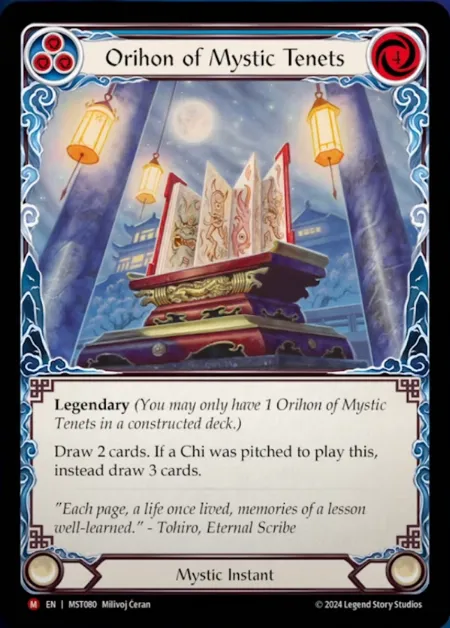 Orihon of Mystic Tenets
Legendary (You may only have 1 Orihon of Mystic
Tenets in a constructed deck.)
Draw 2 cards. If a Chi was pitched to play this,
instead draw 3 cards.
"Each page, a life once lived, memories of a lesson
well-learned." - Tohiro, Eternal Scribe
Mystic Instant
M EN | MST080 Milivoj Ćeran © 2024 Legend Story Studios